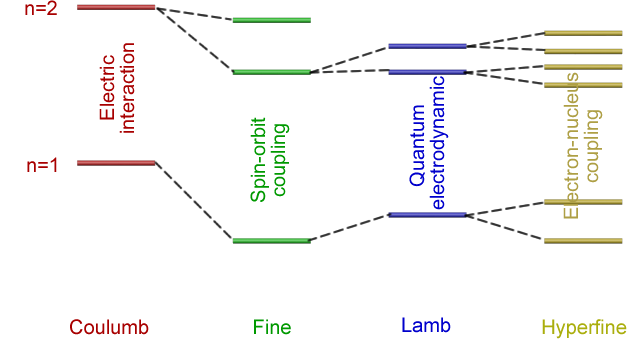 n=2
Electric
interaction
n=1
Spin-orbit
coupling
Quantum
electrodynamic
Electron-nucleus
coupling
Coulumb
Fine
Lamb
Hyperfine